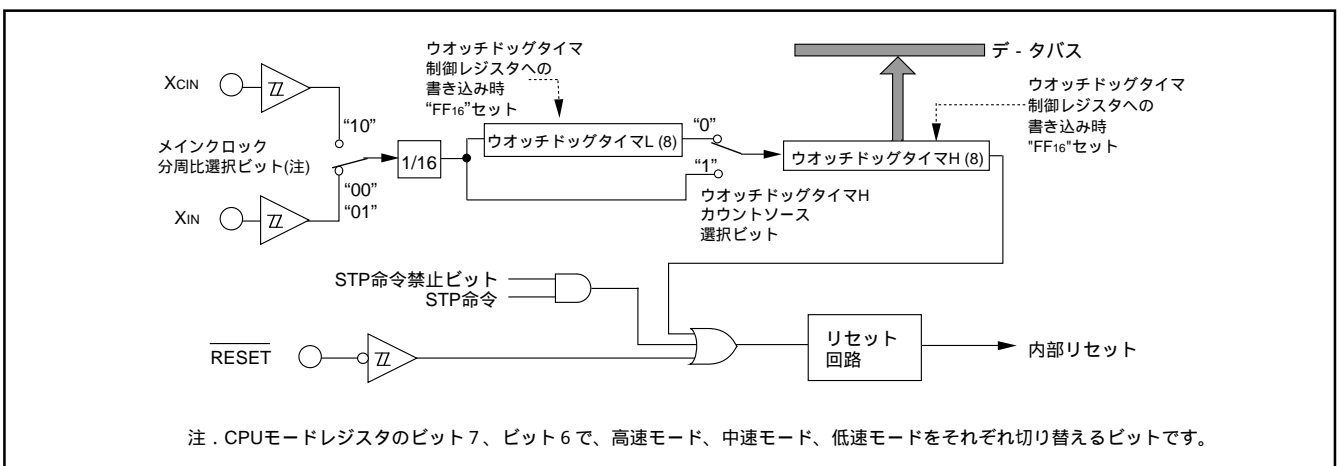 ウオッチドッグタイマ
制御レジスタへの
書き込み時
“FF16”セット
デ - タバス
ウオッチドッグタイマ
制御レジスタへの
書き込み時
"FF16"セット
XCIN
“10”
メインクロック
分周比選択ビット(注)
1/16
ウオッチドッグタイマL (8)
“0”
“1”
ウオッチドッグタイマH (8)
“00”
“01”
XIN
ウオッチドッグタイマH
カウントソース
選択ビット
STP命令禁止ビット
STP命令
RESET
リセット
回路
内部リセット
注．CPUモードレジスタのビット７、ビット６で、高速モード、中速モード、低速モードをそれぞれ切り替えるビットです。